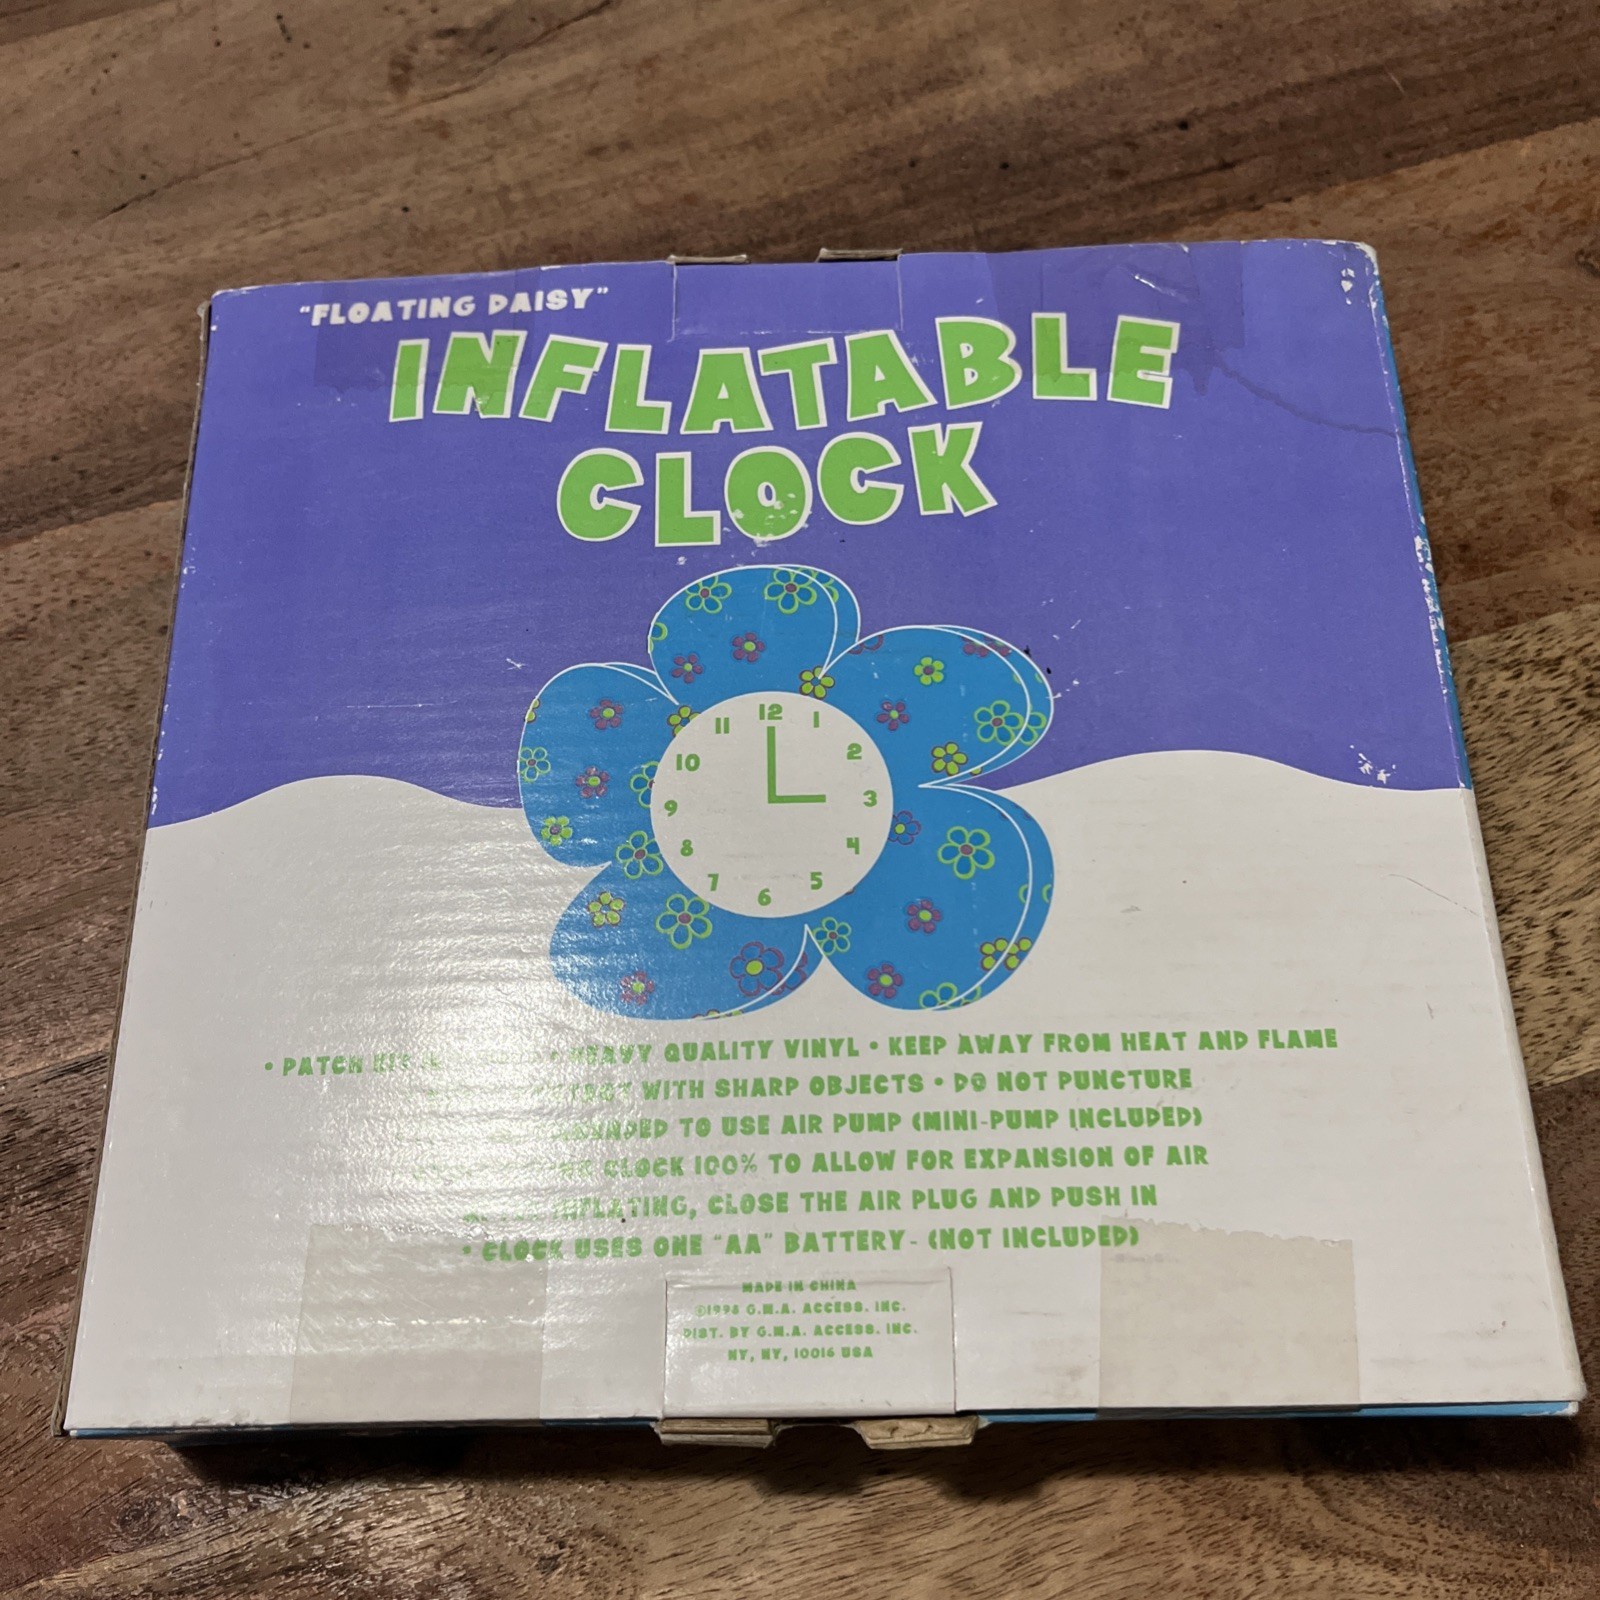 "FLOATING DAISY"
INFLATABLE
CLOCK
12
11 1
10 2
9 3
8 4
7 5
6
• PATCH KIT • HEAVY QUALITY VINYL • KEEP AWAY FROM HEAT AND FLAME
WITH SHARP OBJECTS • DO NOT PUNCTURE
TO USE AIR PUMP (MINI-PUMP INCLUDED)
CLOCK 100% TO ALLOW FOR EXPANSION OF AIR
INFLATING, CLOSE THE AIR PLUG AND PUSH IN
• CLOCK USES ONE "AA" BATTERY- (NOT INCLUDED)
MADE IN CHINA
©1998 G.M.A. ACCESS. INC.
DIST. BY G.M.A. ACCESS. INC.
NY, NY, 10016 USA